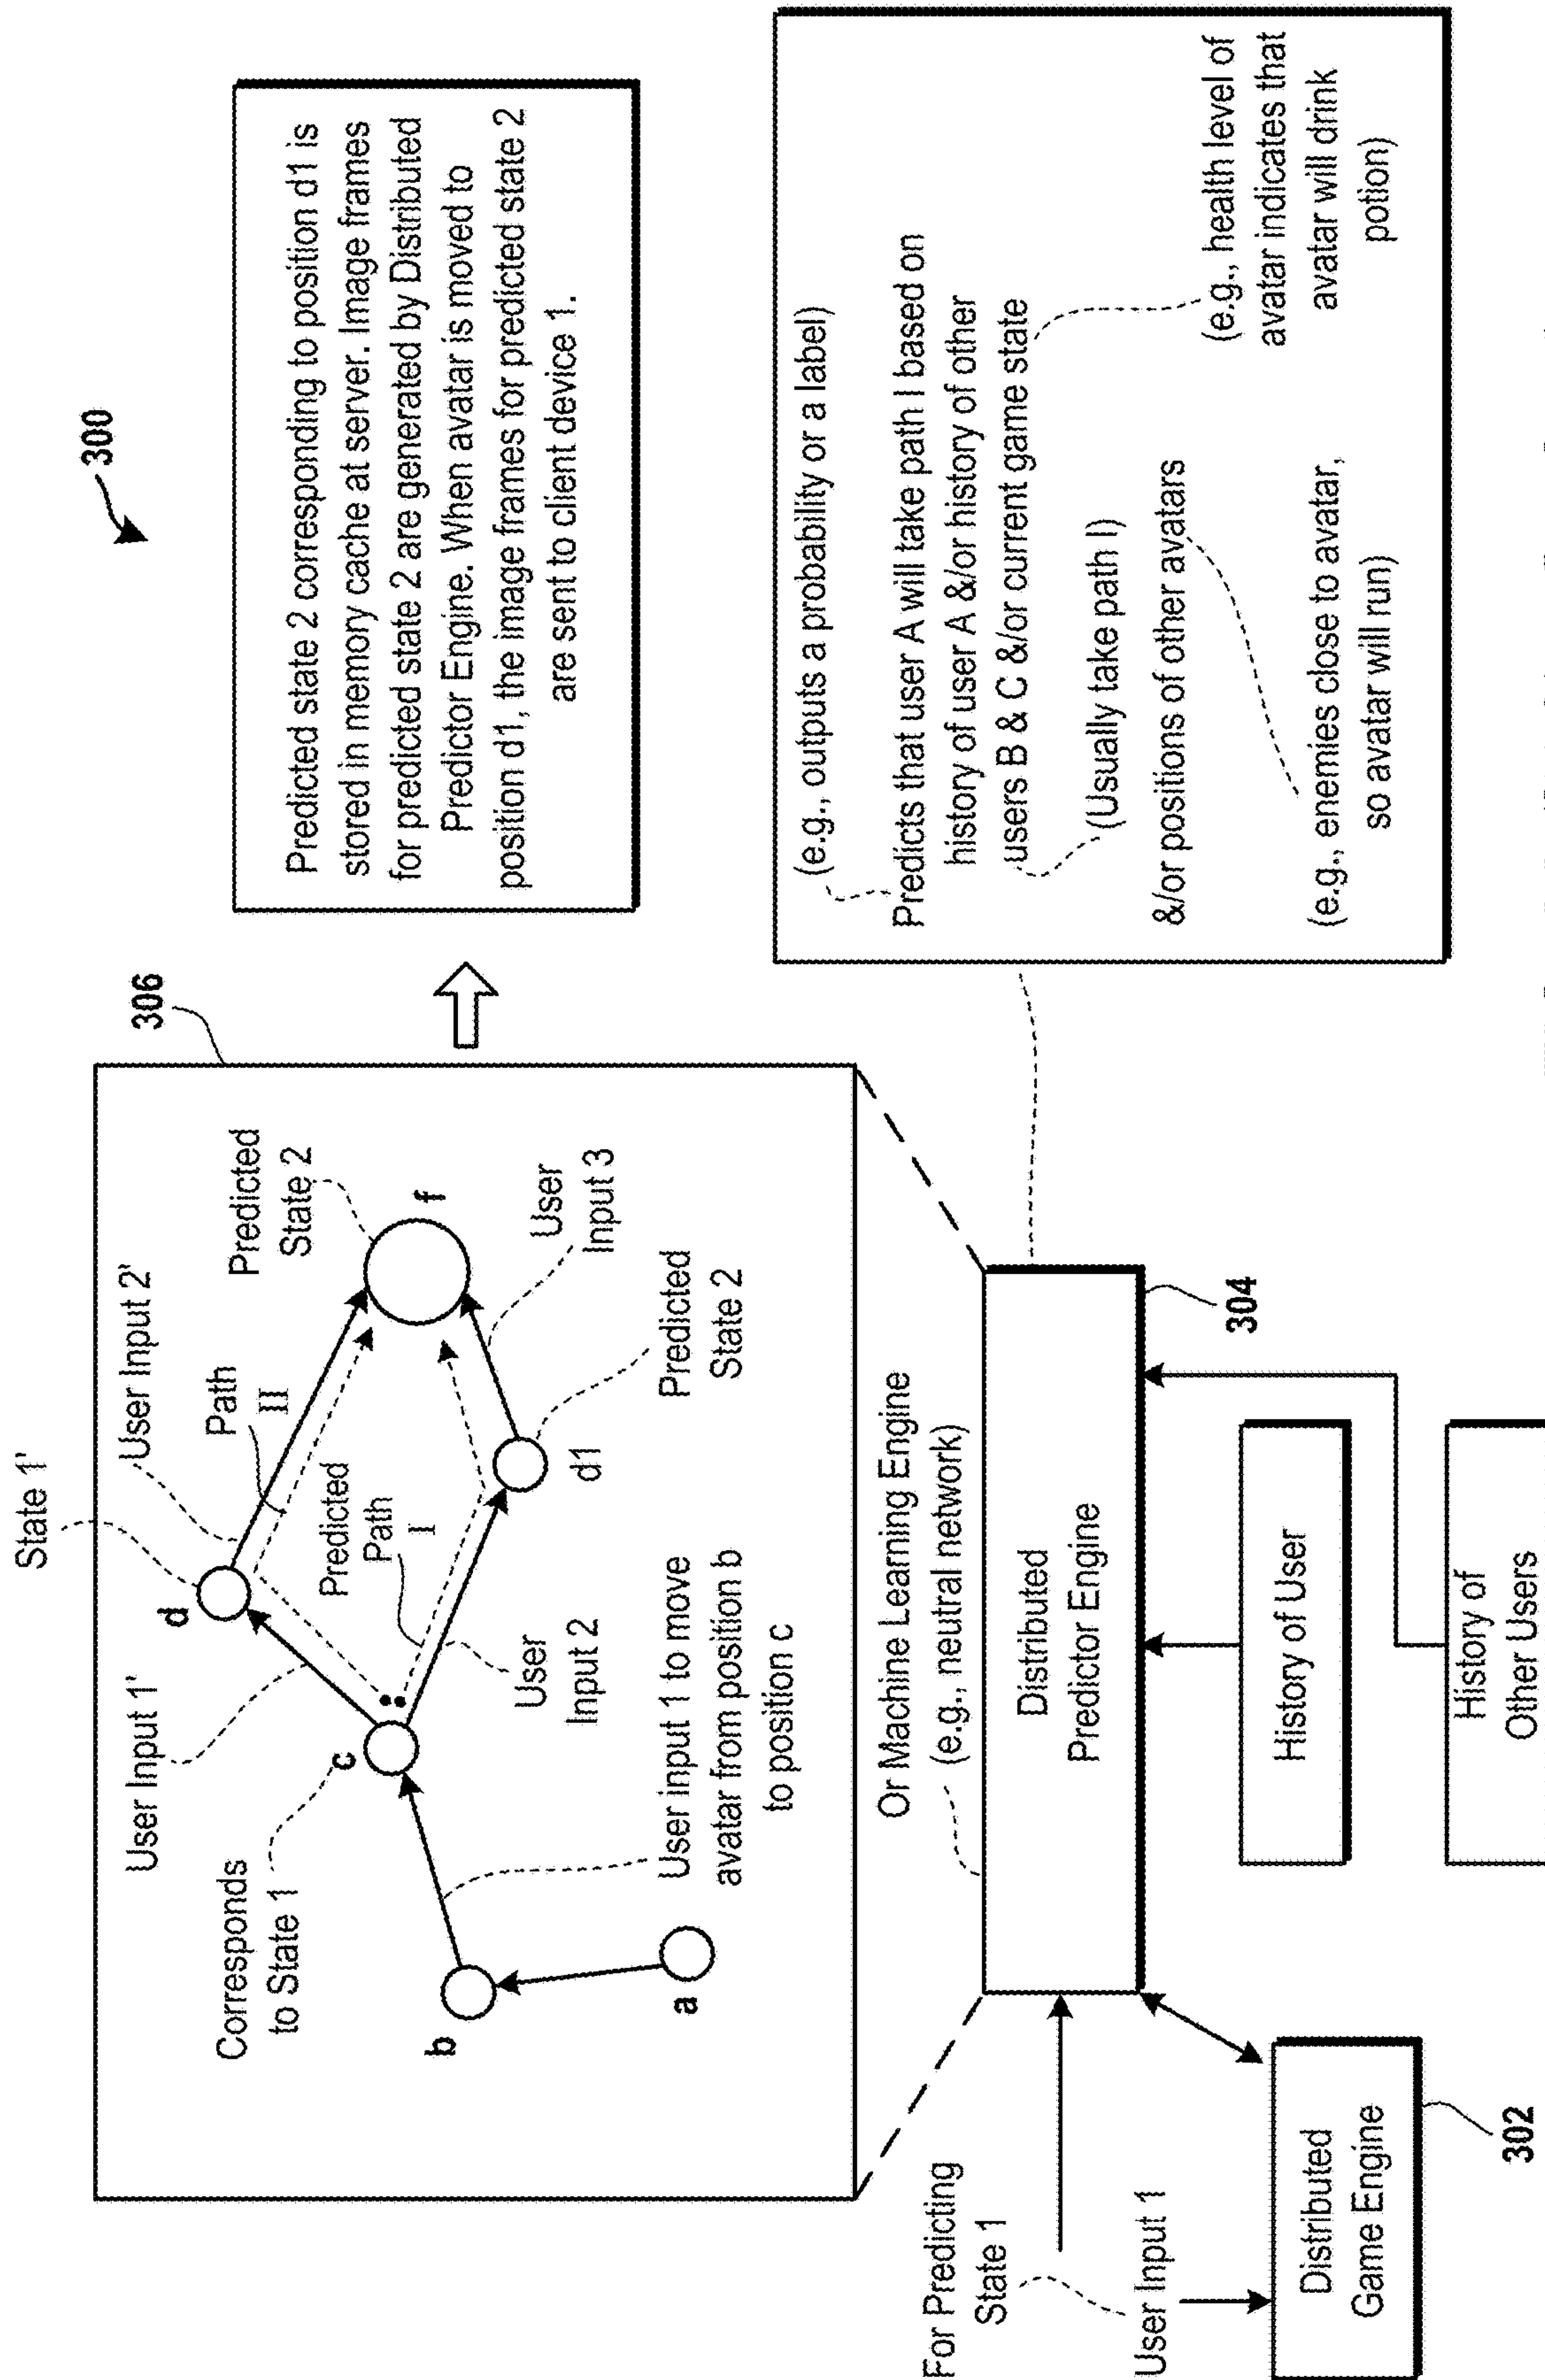 300
306
State 1'
User Input 1'
d
User Input 2'
Path
II
Predicted
State 2
Corresponds
to State 1
c
Predicted
Path
I
f
b
User
Input 2
d1
User
Input 3
a
User input 1 to move
avatar from position b
to position c
Predicted
State 2
Predicted state 2 corresponding to position d1 is
stored in memory cache at server. Image frames
for predicted state 2 are generated by Distributed
Predictor Engine. When avatar is moved to
position d1, the image frames for predicted state 2
are sent to client device 1.
Or Machine Learning Engine
(e.g., neutral network)
For Predicting
State 1
User Input 1
Distributed
Predictor Engine
304
Distributed
Game Engine
302
History of User
History of
Other Users
(e.g., outputs a probability or a label)
Predicts that user A will take path I based on
history of user A &/or history of other
users B & C &/or current game state
(Usually take path I)
&/or positions of other avatars
(e.g., health level of
avatar indicates that
avatar will drink
potion)
(e.g., enemies close to avatar,
so avatar will run)